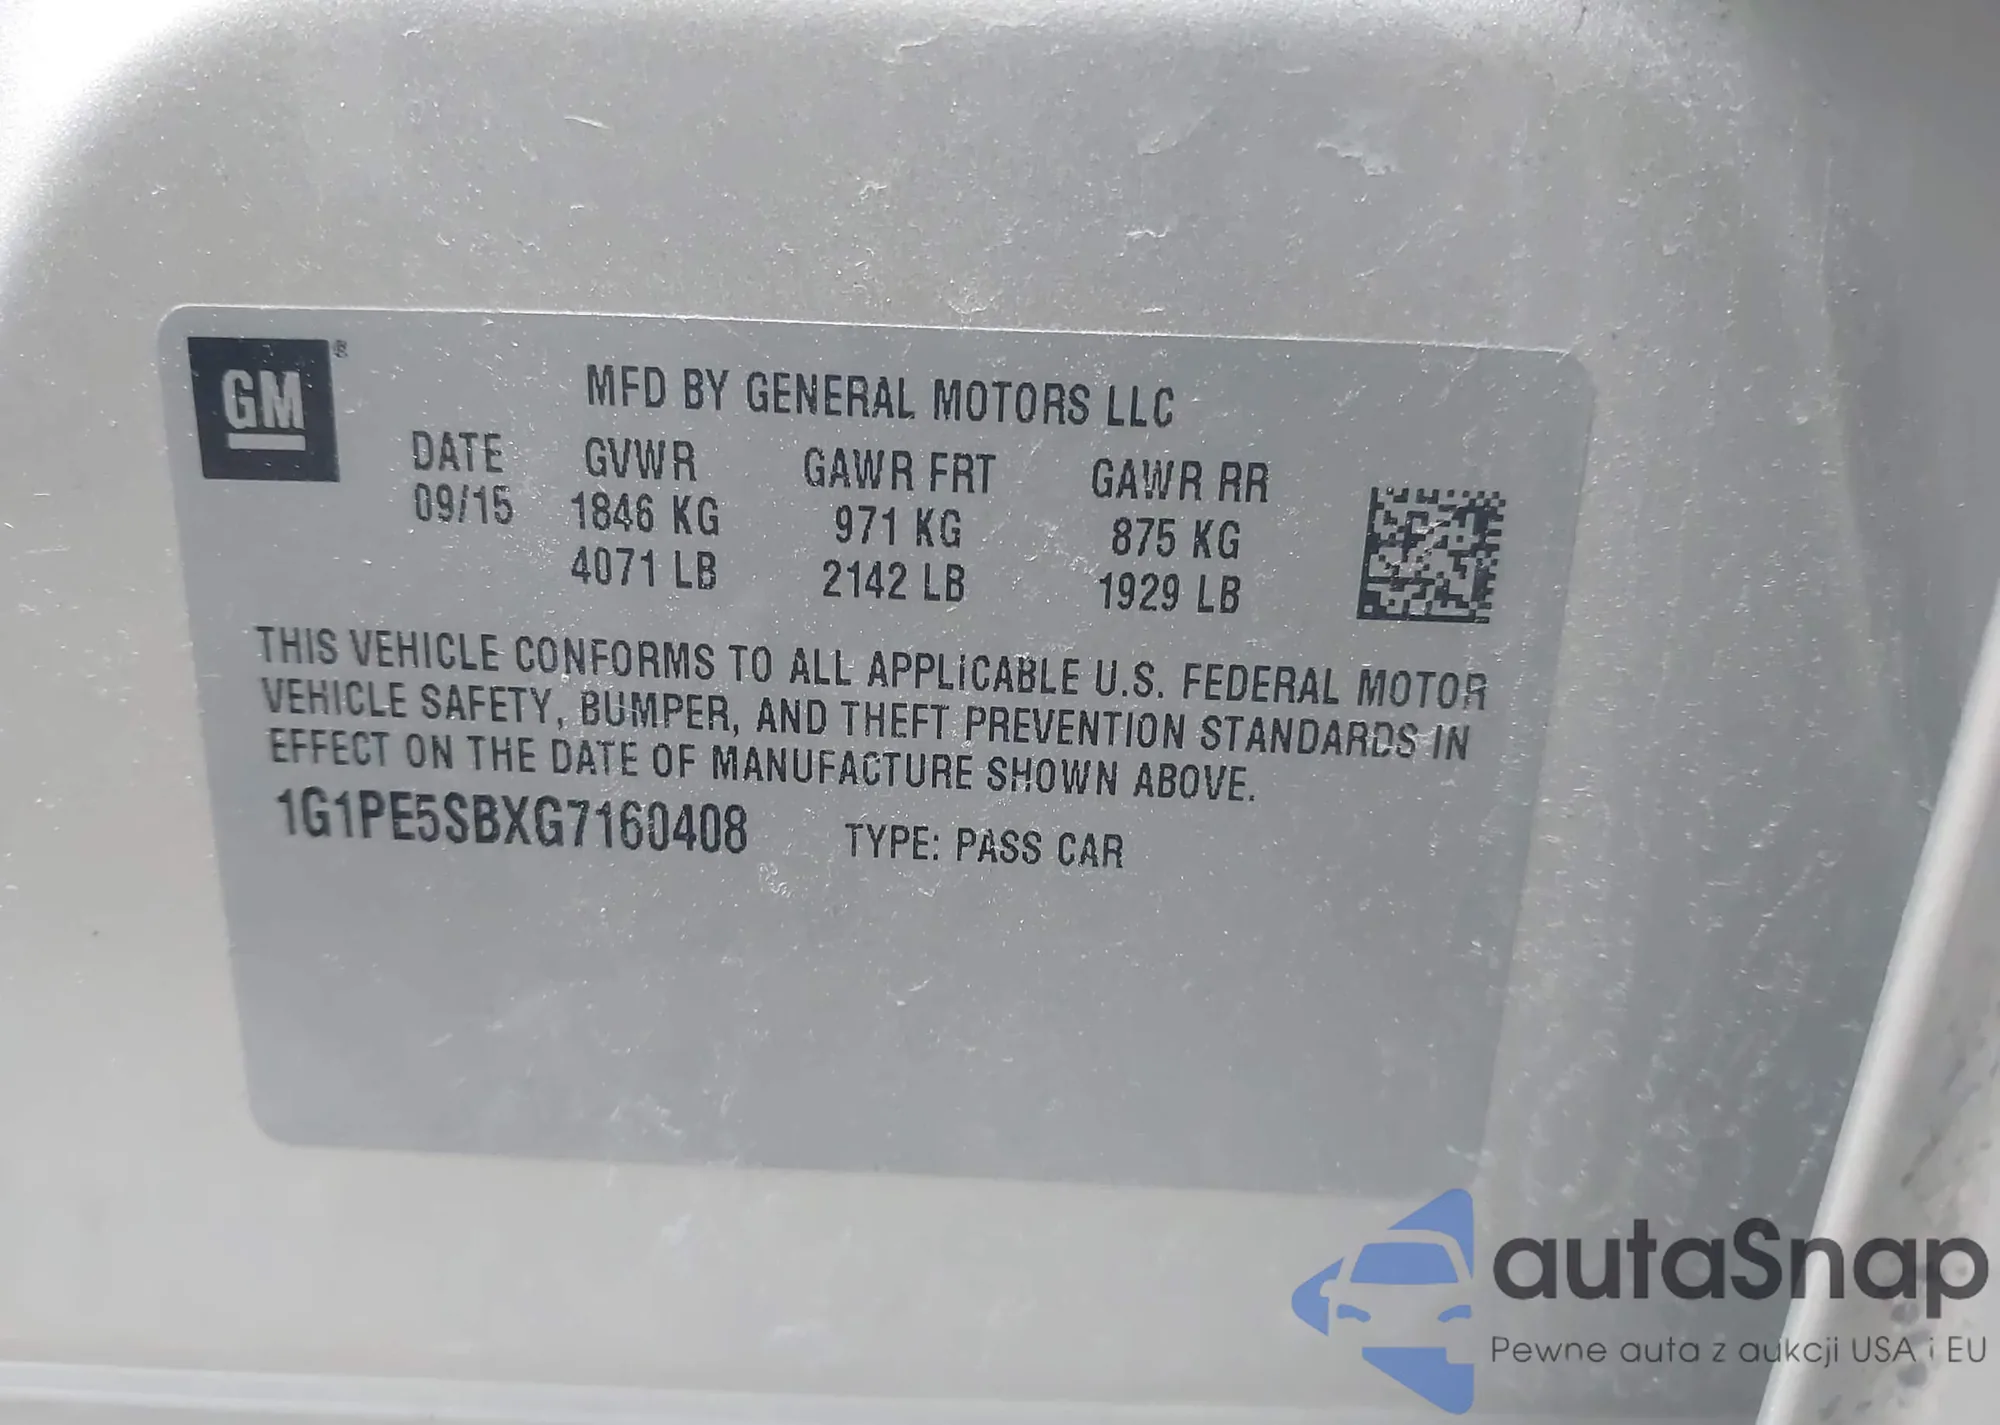 GM®
MFD BY GENERAL MOTORS LLC
DATE GVWR GAWR FRT GAWR RR
09/15 1846 KG 971 KG 875 KG
4071 LB 2142 LB 1929 LB
THIS VEHICLE CONFORMS TO ALL APPLICABLE U.S. FEDERAL MOTOR
VEHICLE SAFETY, BUMPER, AND THEFT PREVENTION STANDARDS IN
EFFECT ON THE DATE OF MANUFACTURE SHOWN ABOVE.
1G1PE5SBXG7160408 TYPE: PASS CAR
autaSnap
Pewne auta z aukcji USA i EU